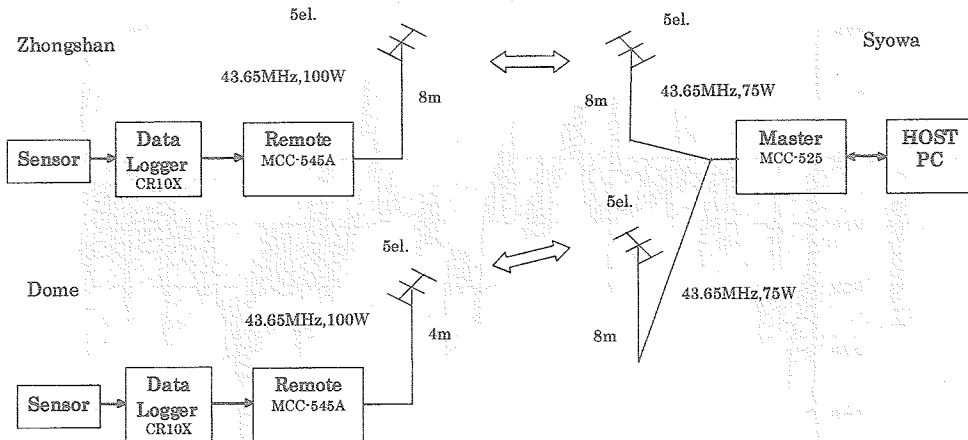 5el.
5el.
Zhongshan
Syowa
43.65MHz,100W
8m
8m
43.65MHz,75W
Sensor
Data
Logger
CR10X
Remote
MCC-545A
Master
MCC-525
HOST
PC
5el.
5el.
Dome
43.65MHz,100W
4m
8m
43.65MHz,75W
Sensor
Data
Logger
CR10X
Remote
MCC-545A